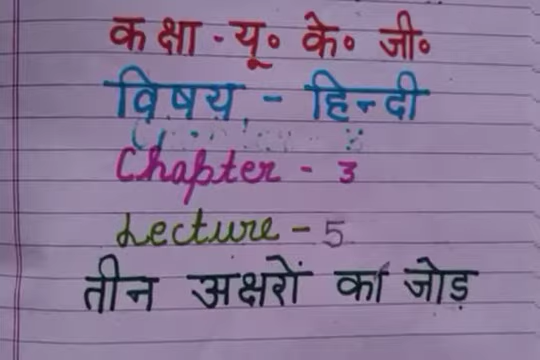 कक्षा - यू० के० जी०
विषय - हिन्दी
Chapter - 3
Lecture - 5
तीन अक्षरों का जोड़